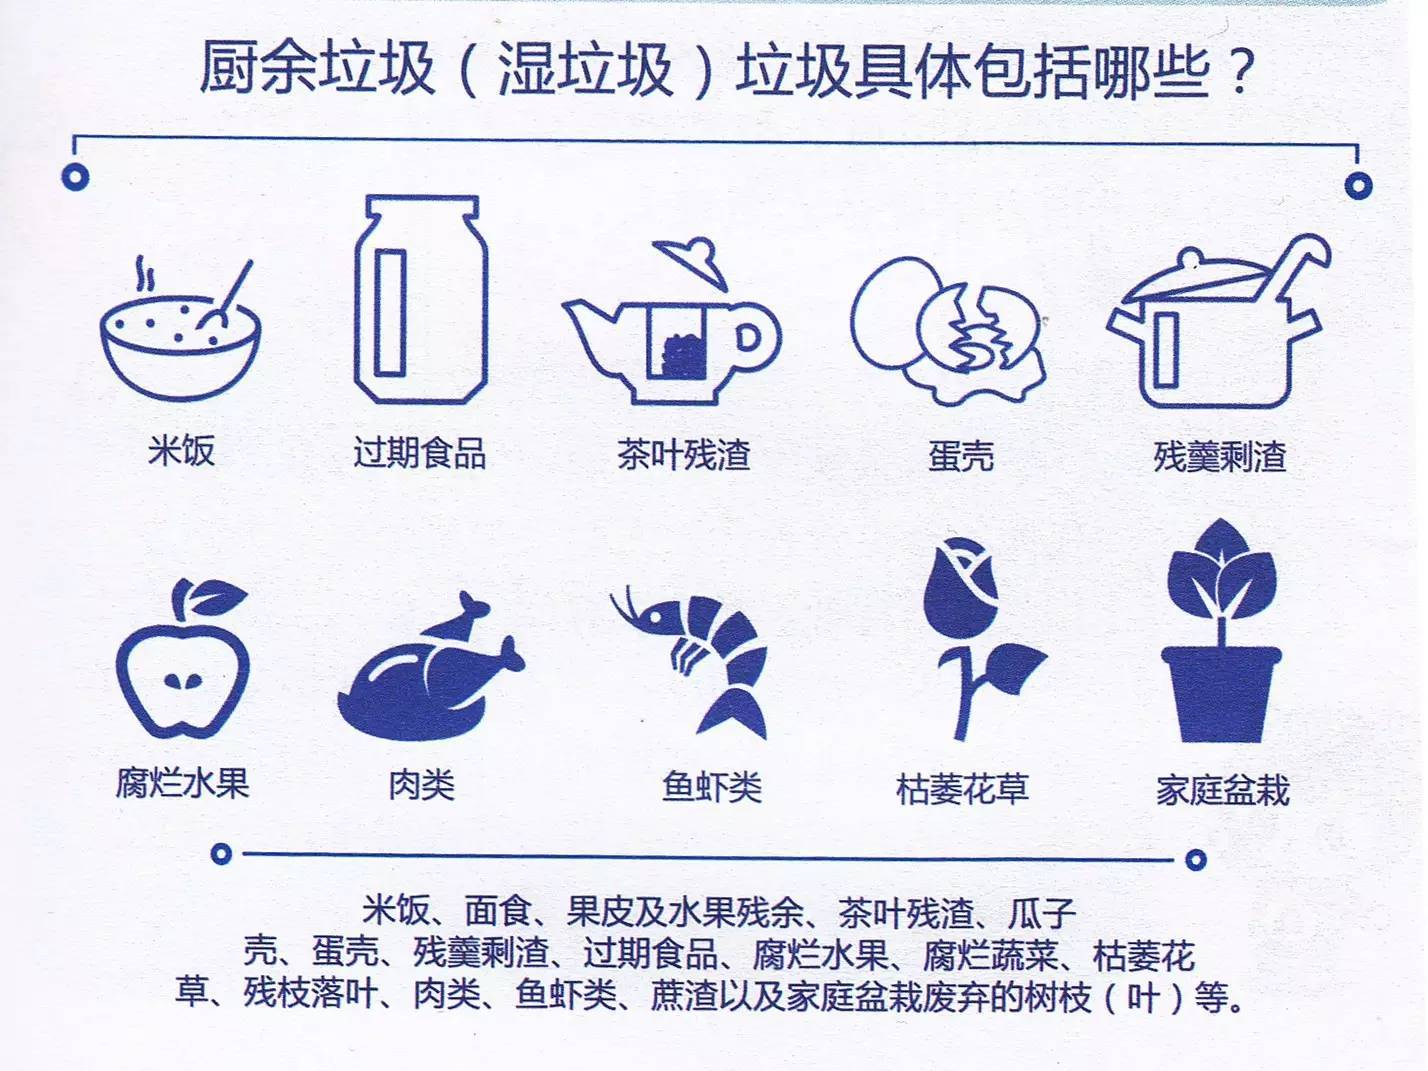 厨余垃圾（湿垃圾）垃圾具体包括哪些？
米饭
过期食品
茶叶残渣
蛋壳
残羹剩渣
腐烂水果
肉类
鱼虾类
枯萎花草
家庭盆栽
米饭、面食、果皮及水果残余、茶叶残渣、瓜子
壳、蛋壳、残羹剩渣、过期食品、腐烂水果、腐烂蔬菜、枯萎花
草、残枝落叶、肉类、鱼虾类、蔗渣以及家庭盆栽废弃的树枝（叶）等。